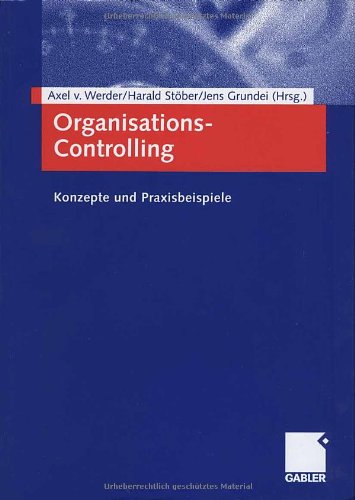 Urheberrechtlich geschütztes Material
Axel v. Werder/Harald Stöber/Jens Grundei (Hrsg.)
Organisations-
Controlling
Konzepte und Praxisbeispiele
GABLER
Urheberrechtlich geschütztes Material